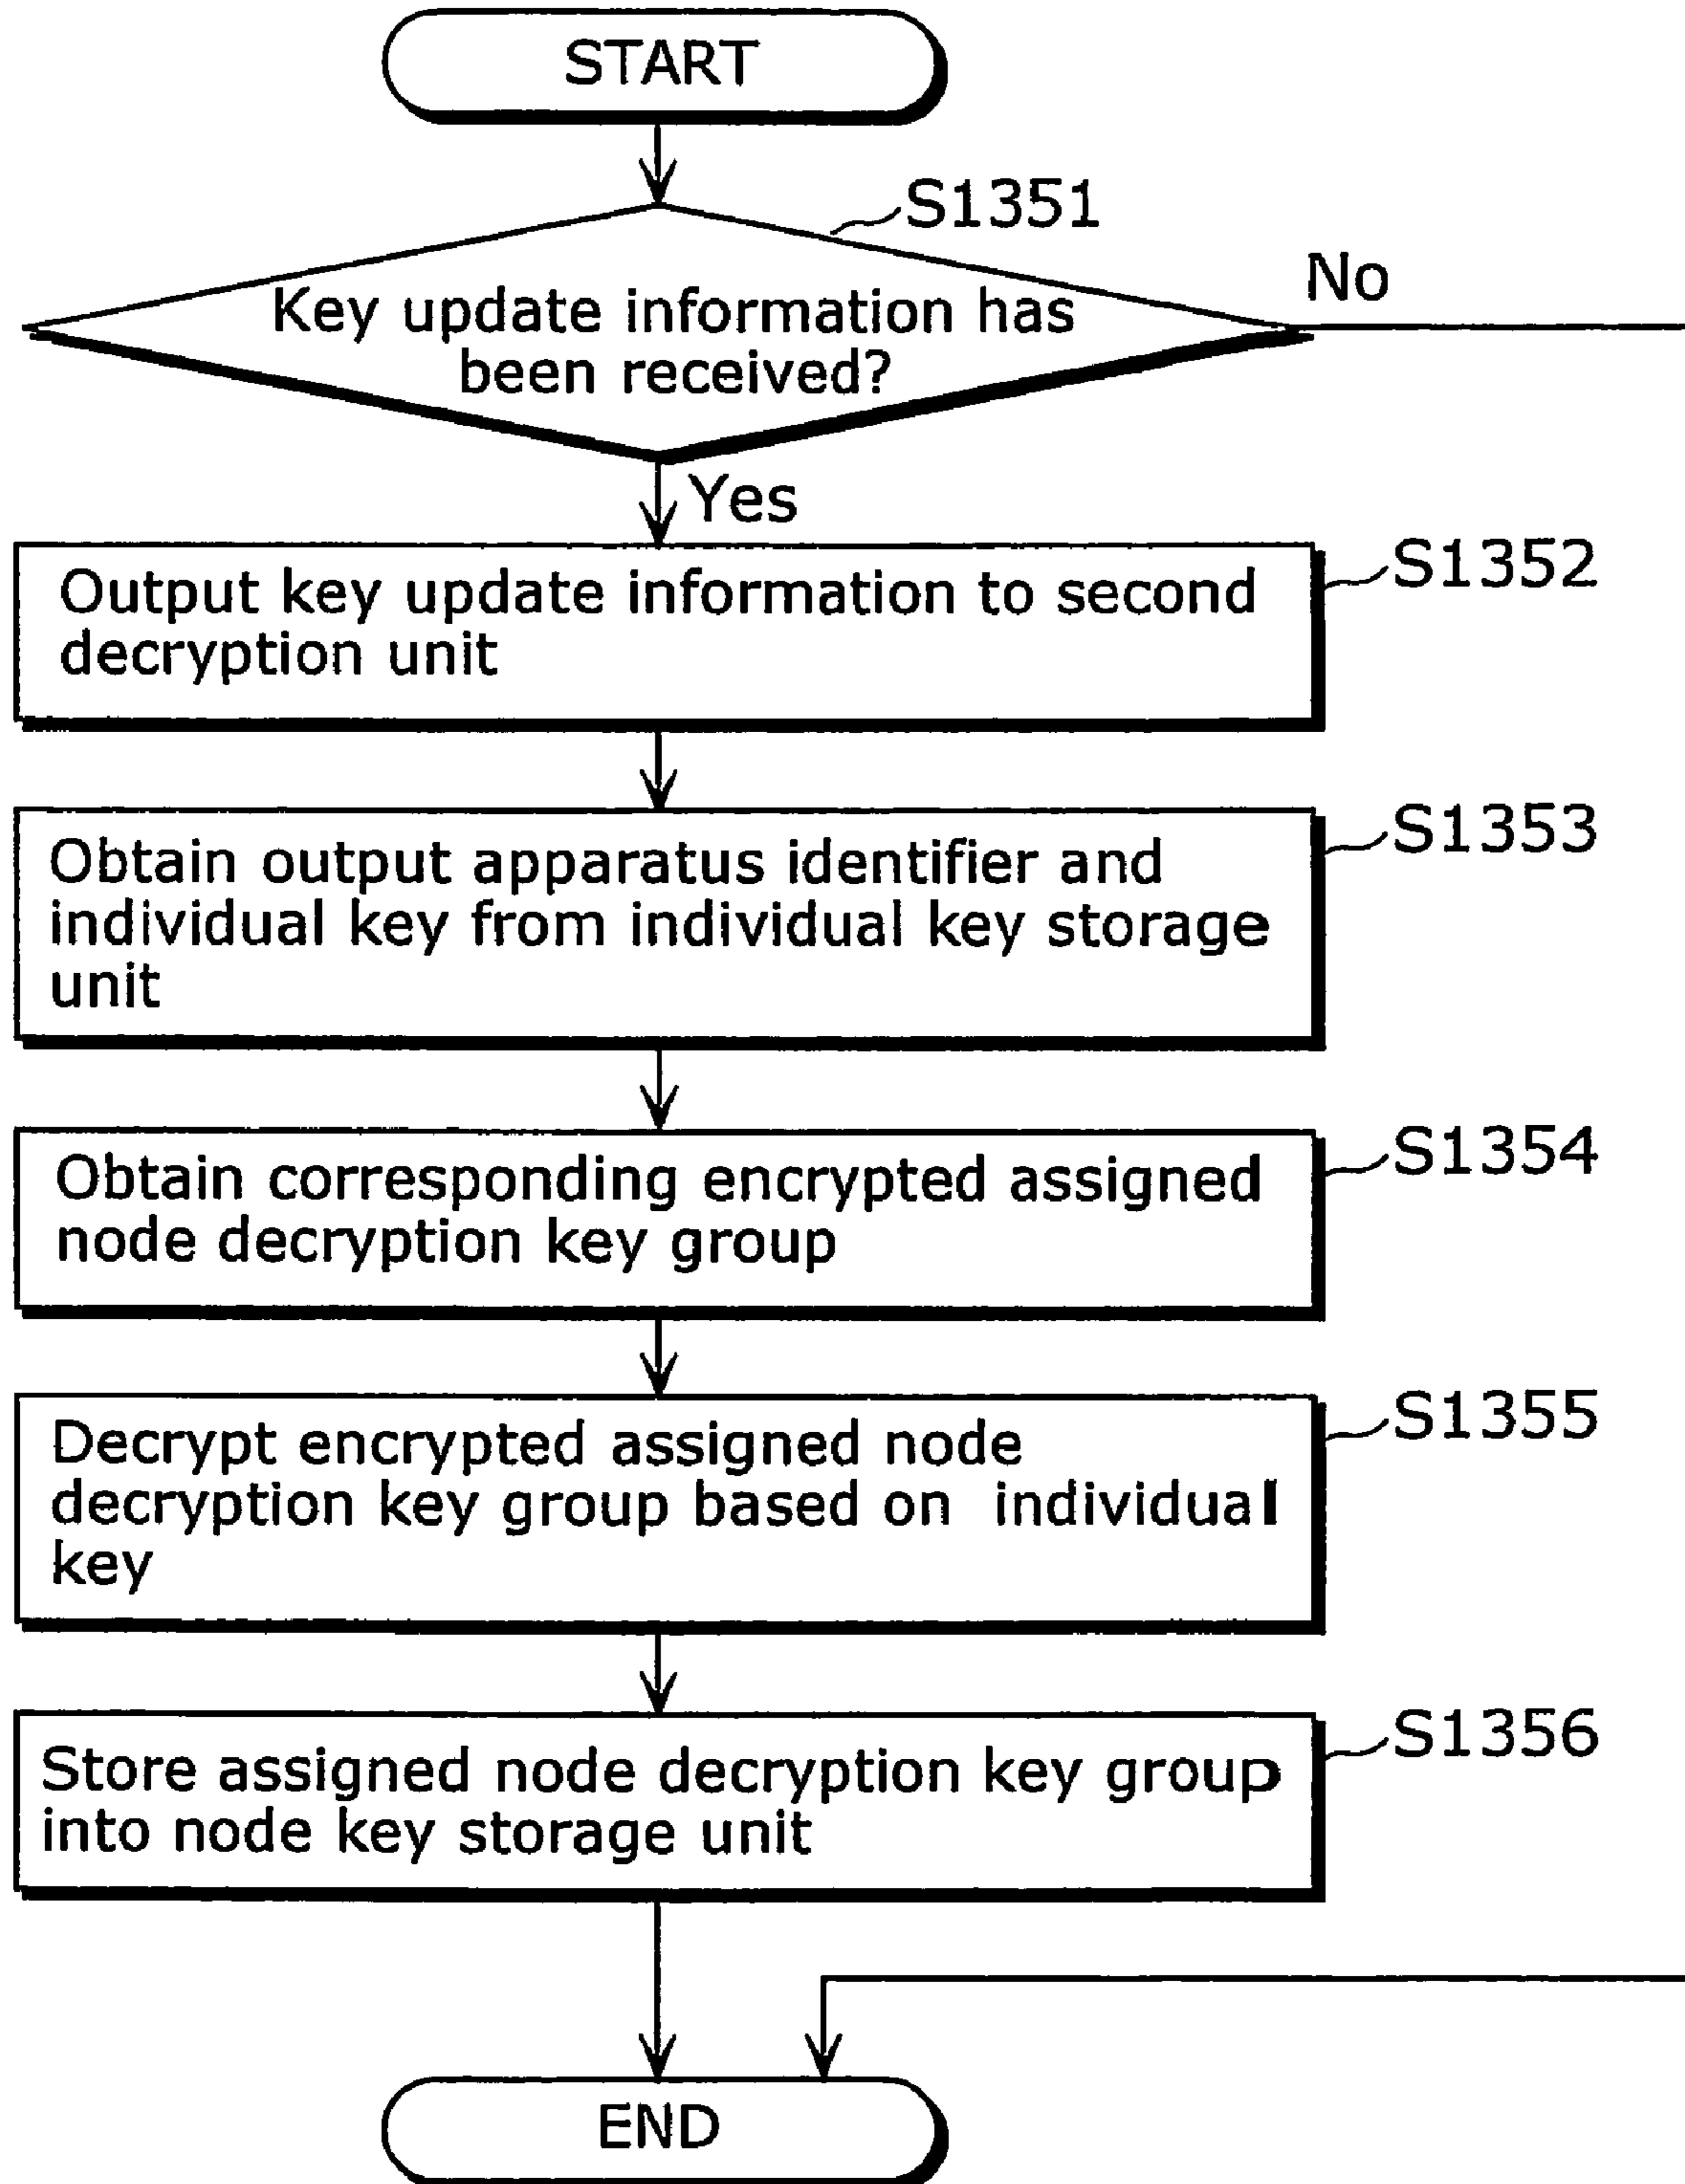 START
S1351
No
Key update information has
been received?
Yes
S1352
Output key update information to second
decryption unit
S1353
Obtain output apparatus identifier and
individual key from individual key storage
unit
S1354
Obtain corresponding encrypted assigned
node decryption key group
S1355
Decrypt encrypted assigned node
decryption key group based on individual
key
S1356
Store assigned node decryption key group
into node key storage unit
END